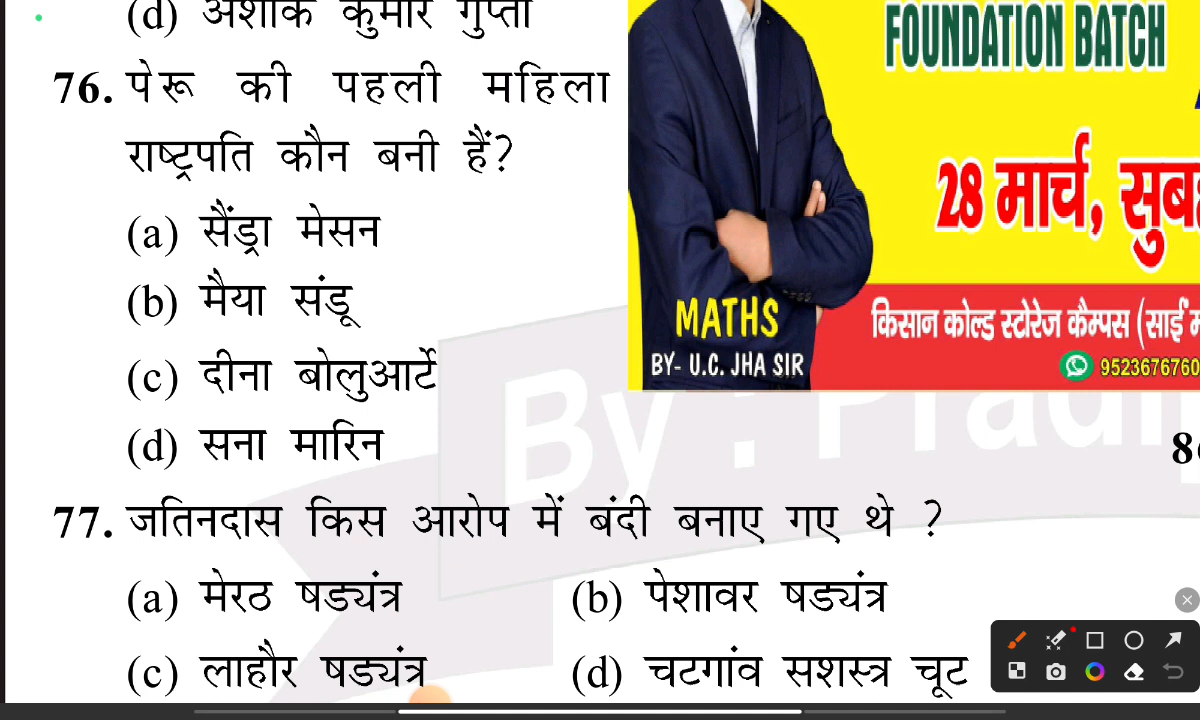 (d) अशोक कुमार गुप्ता
76. पेरू की पहली महिला
राष्ट्रपति कौन बनी हैं?
(a) सैंड्रा मेसन
(b) मैया संडू
(c) दीना बोलुआर्टे
(d) सना मारिन
77. जतिनदास किस आरोप में बंदी बनाए गए थे ?
(a) मेरठ षड्यंत्र (b) पेशावर षड्यंत्र
(c) लाहौर षड्यंत्र (d) चटगांव सशस्त्र चूट
FOUNDATION BATCH
28 मार्च,
MATHS
BY- U.C. JHA SIR
किसान कोल्ड स्टोरेज कैम्पस (साईं
9523676760
By :